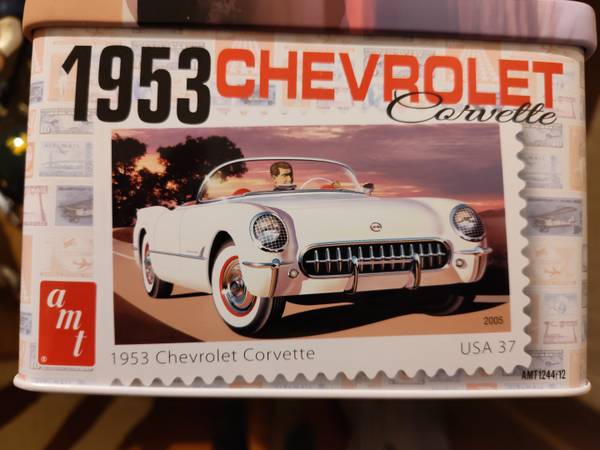 1953 CHEVROLET
Corvette
2005
amt
®
1953 Chevrolet Corvette
USA 37
AMT1244/12